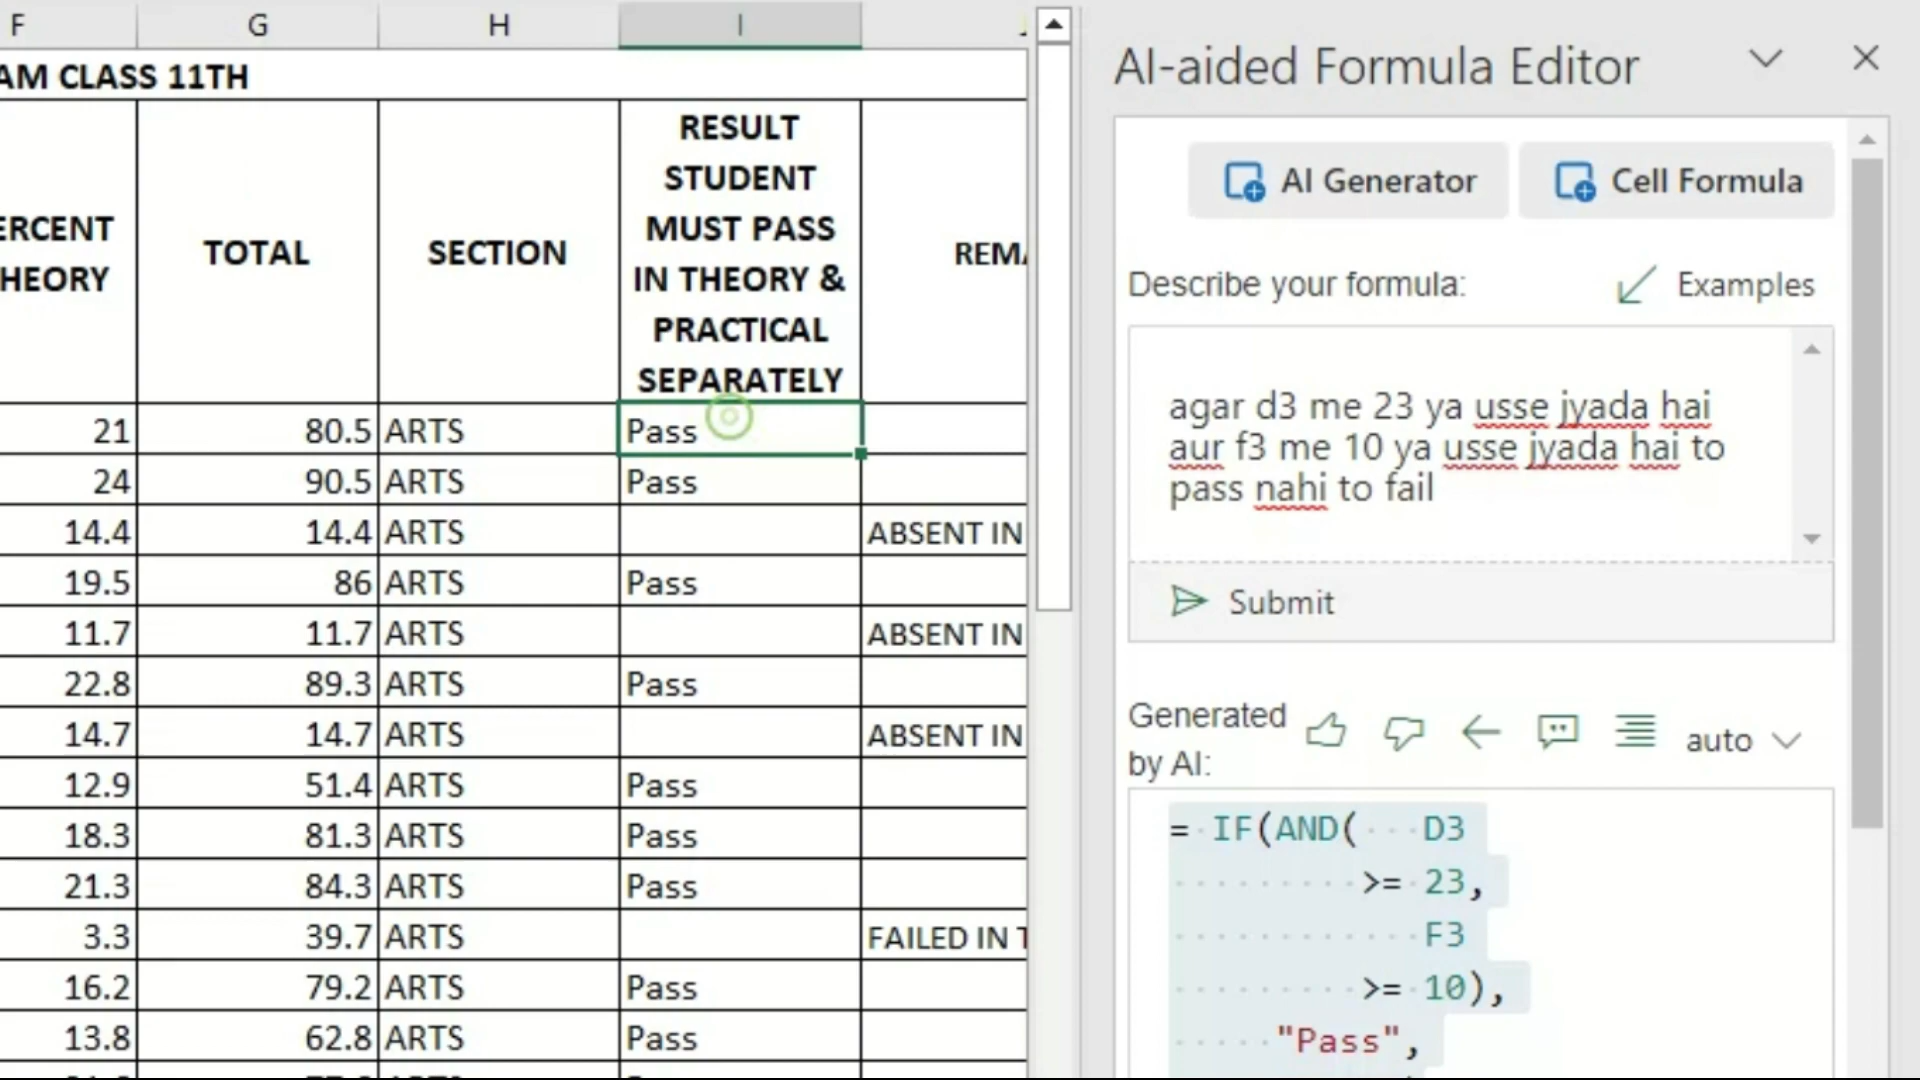 F G H I
AM CLASS 11TH
ERCENT
HEORY
TOTAL
SECTION
RESULT
STUDENT
MUST PASS
IN THEORY &
PRACTICAL
SEPARATELY
REMA
21 80.5 ARTS Pass
24 90.5 ARTS Pass
14.4 14.4 ARTS ABSENT IN
19.5 86 ARTS Pass
11.7 11.7 ARTS ABSENT IN
22.8 89.3 ARTS Pass
14.7 14.7 ARTS ABSENT IN
12.9 51.4 ARTS Pass
18.3 81.3 ARTS Pass
21.3 84.3 ARTS Pass
3.3 39.7 ARTS FAILED IN T
16.2 79.2 ARTS Pass
13.8 62.8 ARTS Pass
AI-aided Formula Editor
AI Generator Cell Formula
Describe your formula: Examples
agar d3 me 23 ya usse jyada hai
aur f3 me 10 ya usse jyada hai to
pass nahi to fail
Submit
Generated
by AI:
auto
= IF(AND( D3
>= 23,
F3
>= 10),
"Pass",